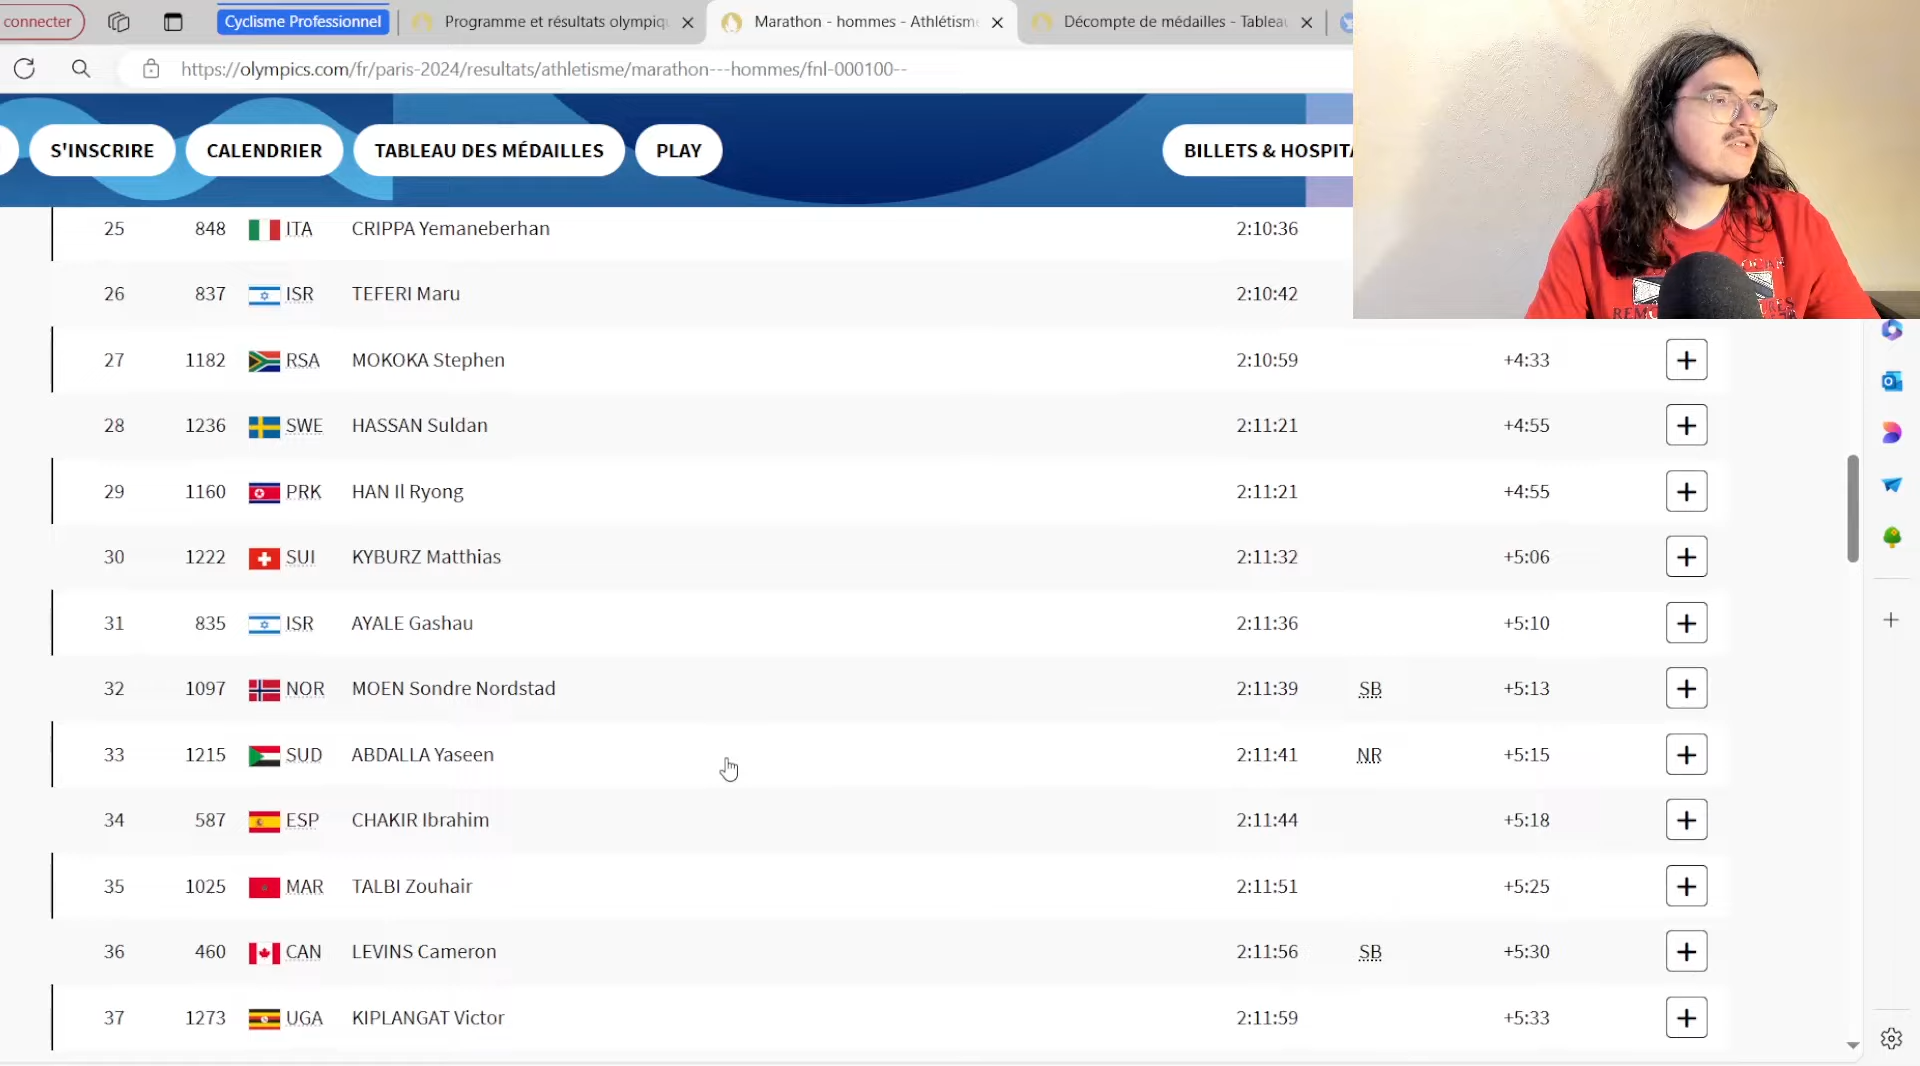 connecter
Cyclisme Professionnel
Programme et résultats olympiq
Marathon - hommes - Athlétism
Décompte de médailles - Tableau
https://olympics.com/fr/paris-2024/resultats/athletisme/marathon---hommes/fnl-000100--
S'INSCRIRE CALENDRIER TABLEAU DES MÉDAILLES PLAY BILLETS & HOSPITA
25 848 ITA CRIPPA Yemaneberhan 2:10:36
26 837 ISR TEFERI Maru 2:10:42
27 1182 RSA MOKOKA Stephen 2:10:59 +4:33
28 1236 SWE HASSAN Suldan 2:11:21 +4:55
29 1160 PRK HAN Il Ryong 2:11:21 +4:55
30 1222 SUI KYBURZ Matthias 2:11:32 +5:06
31 835 ISR AYALE Gashau 2:11:36 +5:10
32 1097 NOR MOEN Sondre Nordstad 2:11:39 SB +5:13
33 1215 SUD ABDALLA Yaseen 2:11:41 NR +5:15
34 587 ESP CHAKIR Ibrahim 2:11:44 +5:18
35 1025 MAR TALBI Zouhair 2:11:51 +5:25
36 460 CAN LEVINS Cameron 2:11:56 SB +5:30
37 1273 UGA KIPLANGAT Victor 2:11:59 +5:33